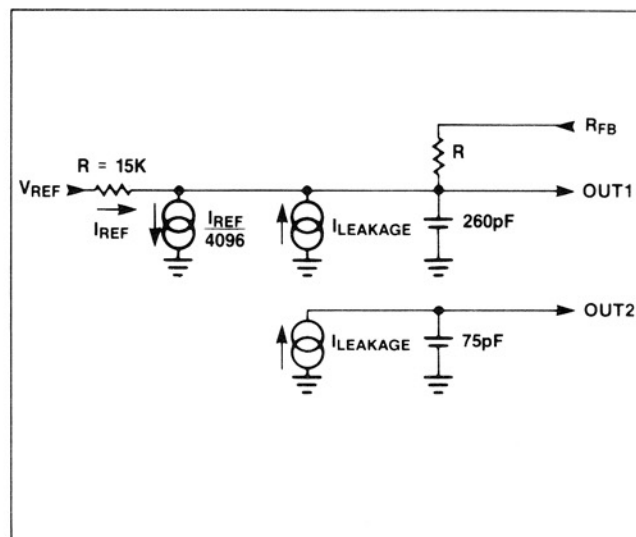 RFB
R = 15K
R
VREF
OUT1
IREF
IREF
4096
ILEAKAGE
260pF
OUT2
ILEAKAGE
75pF